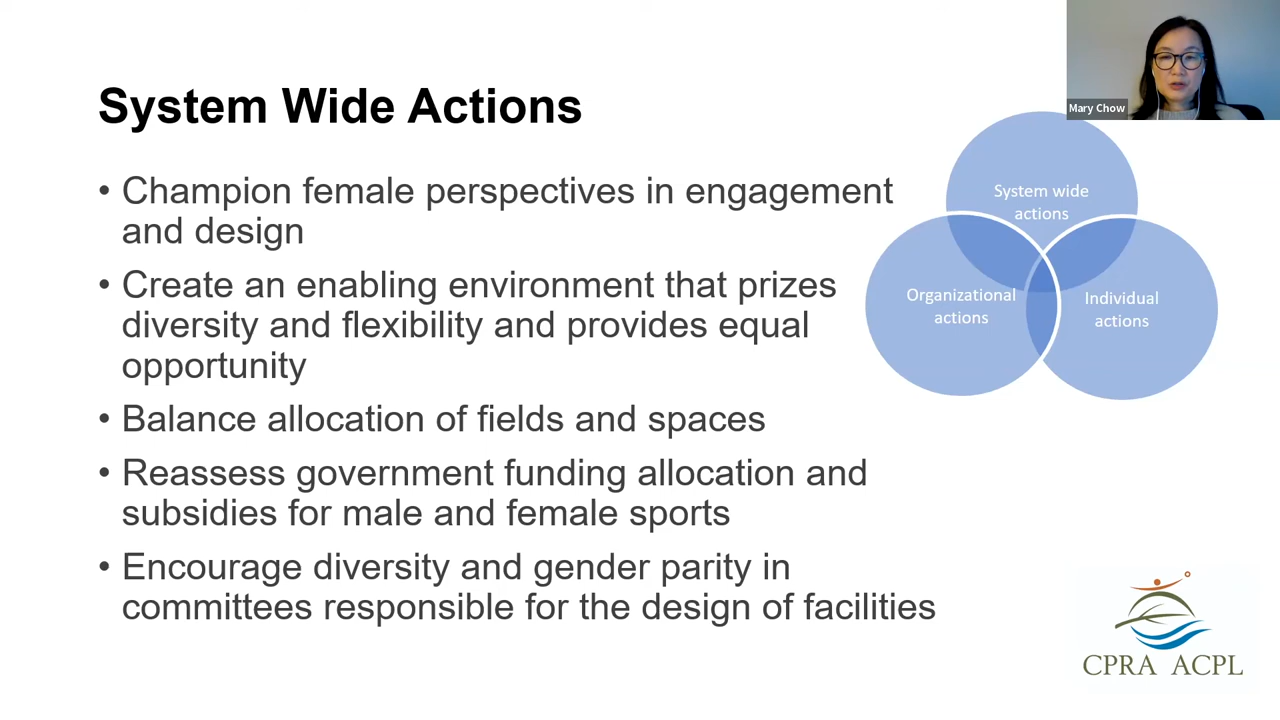 Mary Chow
System Wide Actions
• Champion female perspectives in engagement
and design
• Create an enabling environment that prizes
diversity and flexibility and provides equal
opportunity
• Balance allocation of fields and spaces
• Reassess government funding allocation and
subsidies for male and female sports
• Encourage diversity and gender parity in
committees responsible for the design of facilities
System wide
actions
Organizational
actions
Individual
actions
CPRA ACPL